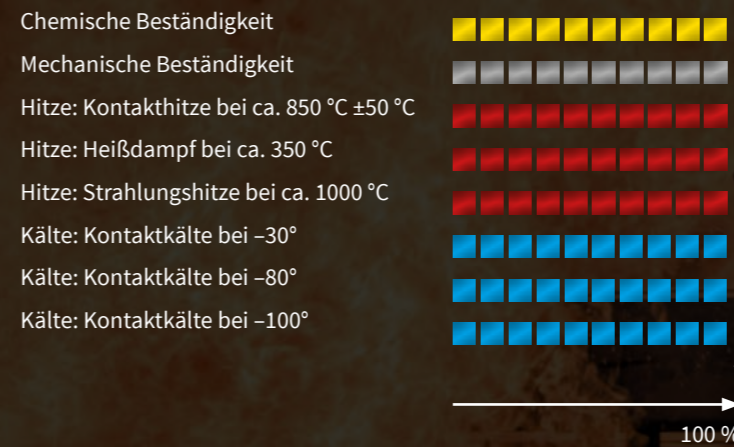 Chemische Beständigkeit
Mechanische Beständigkeit
Hitze: Kontakthitze bei ca. 850 °C ±50 °C
Hitze: Heißdampf bei ca. 350 °C
Hitze: Strahlungshitze bei ca. 1000 °C
Kälte: Kontaktkälte bei –30°
Kälte: Kontaktkälte bei –80°
Kälte: Kontaktkälte bei –100°
100 %